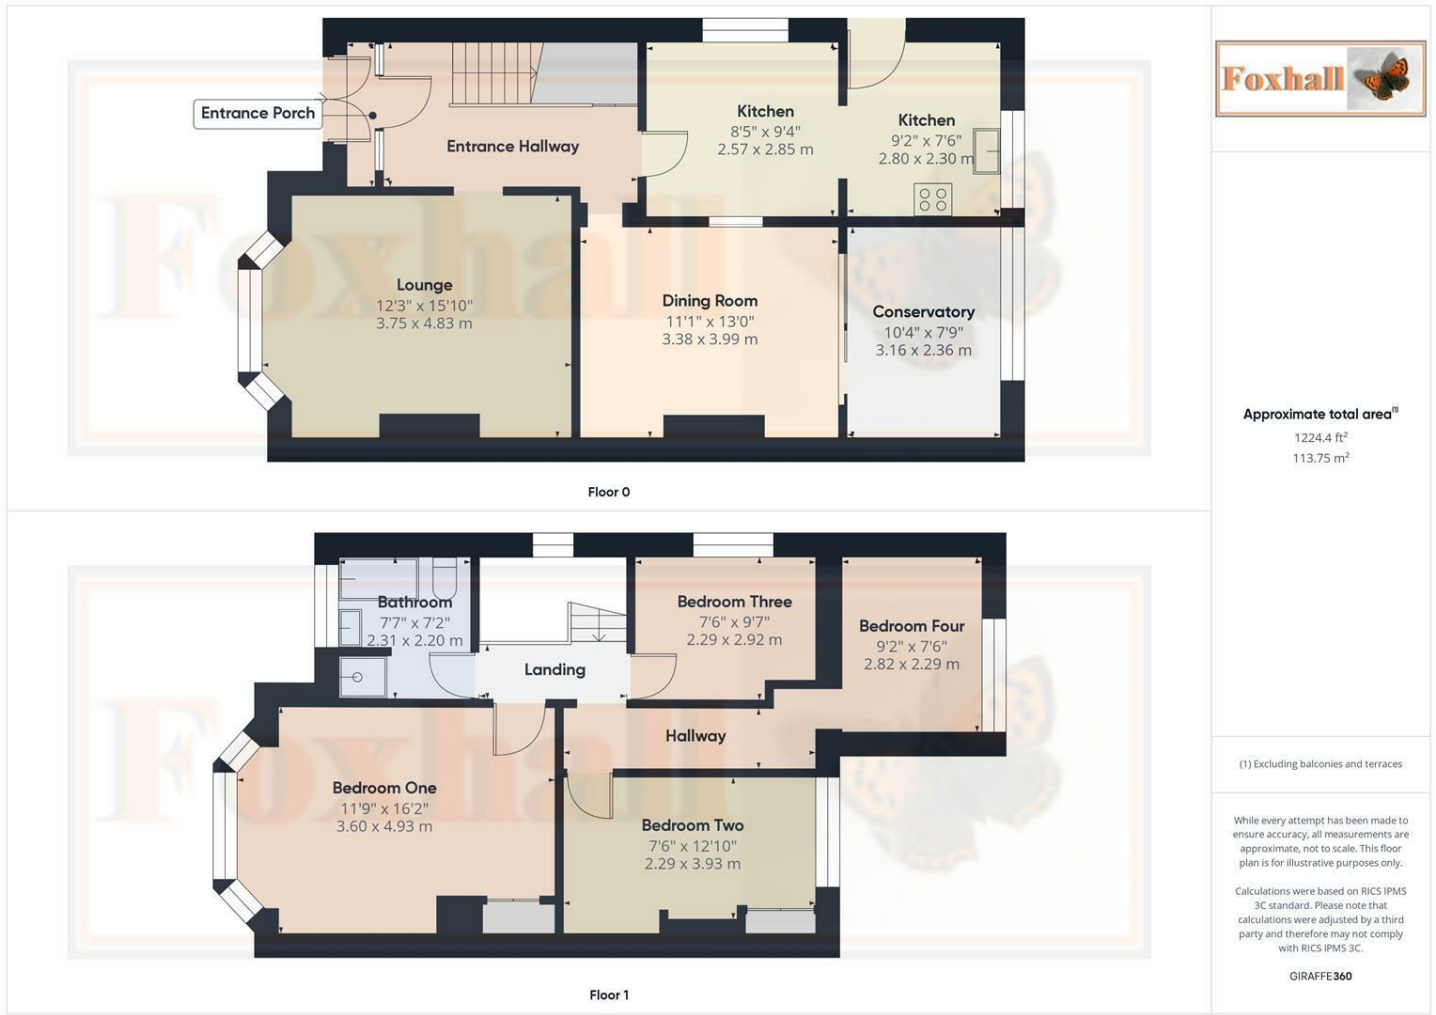 Entrance Porch
Entrance Hallway
Kitchen
8'5" x 9'4"
2.57 x 2.85 m
Kitchen
9'2" x 7'6"
2.80 x 2.30 m
Lounge
12'3" x 15'10"
3.75 x 4.83 m
Dining Room
11'1" x 13'0"
3.38 x 3.99 m
Conservatory
10'4" x 7'9"
3.16 x 2.36 m
Foxhall
Floor 0
Bathroom
7'7" x 7'2"
2.31 x 2.20 m
Landing
Bedroom Three
7'6" x 9'7"
2.29 x 2.92 m
Bedroom Four
9'2" x 7'6"
2.82 x 2.29 m
Hallway
Bedroom One
11'9" x 16'2"
3.60 x 4.93 m
Bedroom Two
7'6" x 12'10"
2.29 x 3.93 m
Foxhall
Floor 1
Foxhall
Approximate total area(1)
1224.4 ft²
113.75 m²
(1) Excluding balconies and terraces
While every attempt has been made to
ensure accuracy, all measurements are
approximate, not to scale. This floor
plan is for illustrative purposes only.
Calculations were based on RICS IPMS
3C standard. Please note that
calculations were adjusted by a third
party and therefore may not comply
with RICS IPMS 3C.
GIRAFFE360